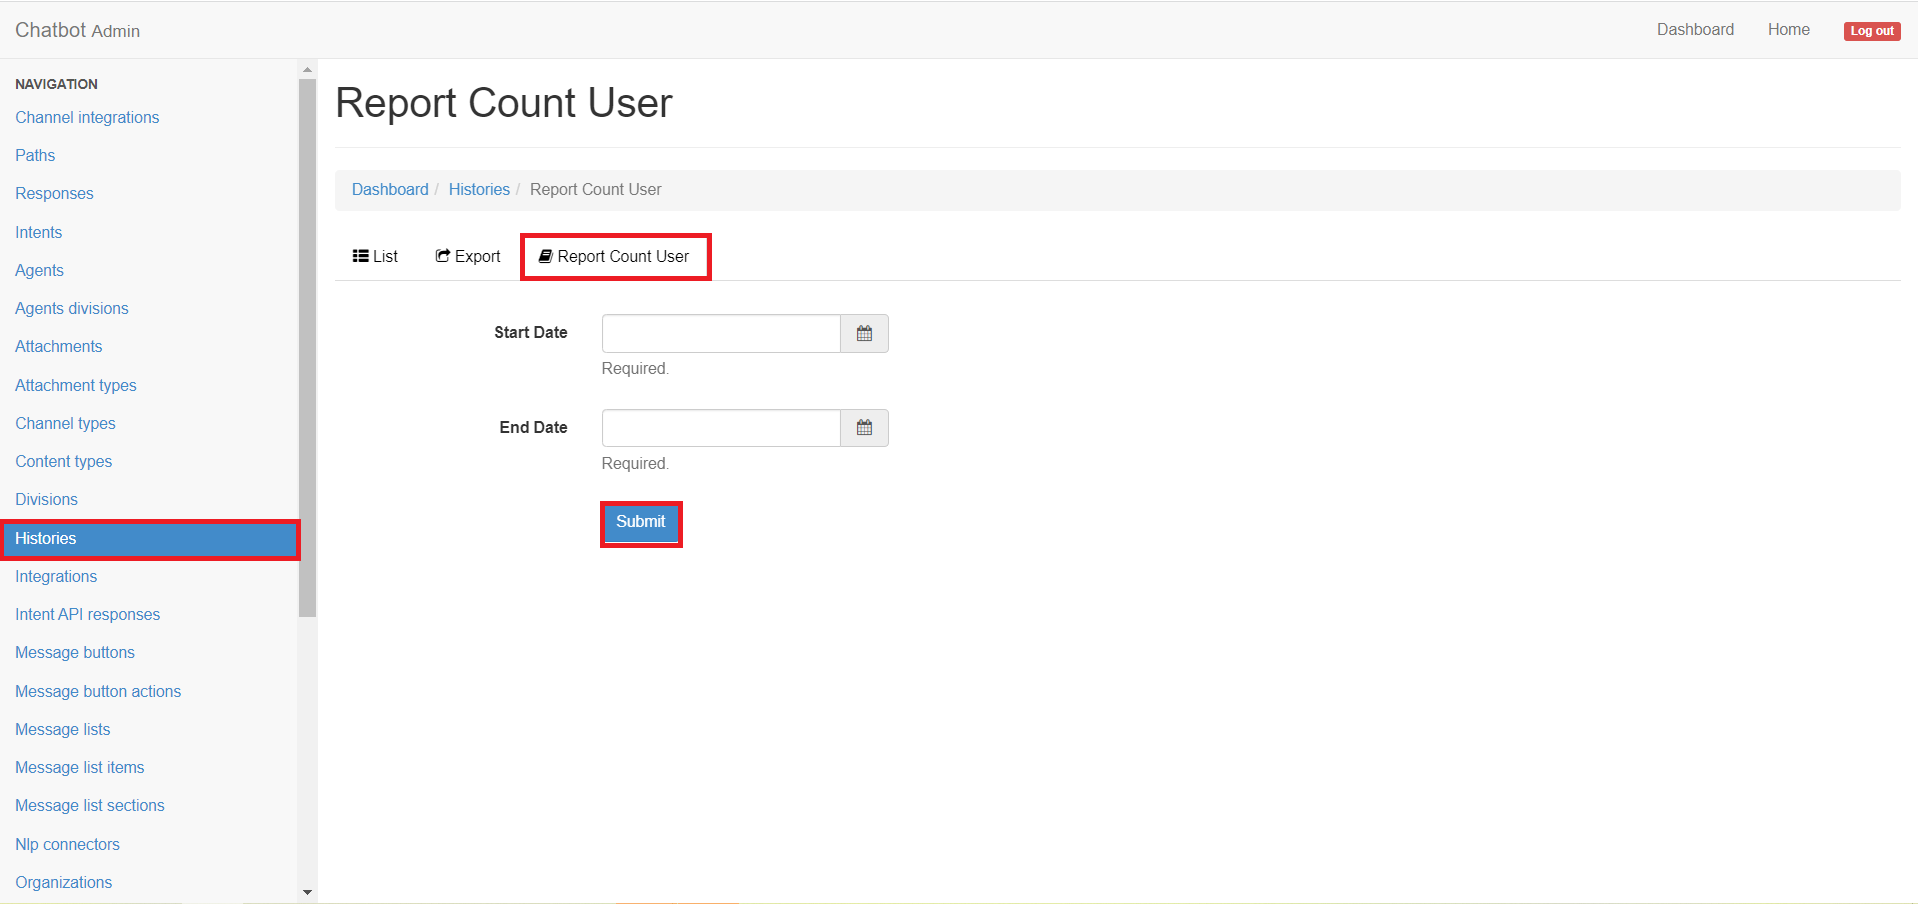 Chatbot Admin
Dashboard
Home
Log out
NAVIGATION
Channel integrations
Paths
Responses
Intents
Agents
Agents divisions
Attachments
Attachment types
Channel types
Content types
Divisions
Histories
Integrations
Intent API responses
Message buttons
Message button actions
Message lists
Message list items
Message list sections
Nlp connectors
Organizations
Report Count User
Dashboard / Histories / Report Count User
List
Export
Report Count User
Start Date
Required.
End Date
Required.
Submit